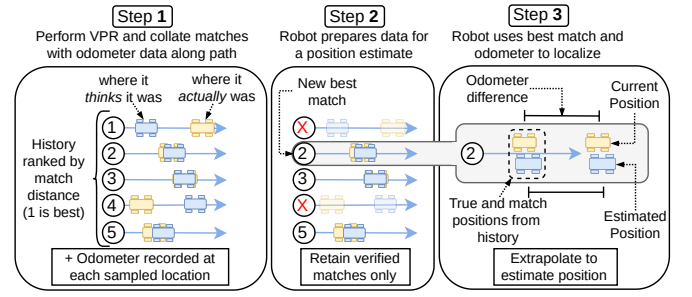 Step 1
Perform VPR and collate matches
with odometer data along path
where it
thinks it was
where it
actually was
History
ranked by
match
distance
(1 is best)
1
2
3
4
5
+ Odometer recorded at
each sampled location
Step 2
Robot prepares data for
a position estimate
New best
match
X
2
3
X
5
Retain verified
matches only
Step 3
Robot uses best match and
odometer to localize
Odometer
difference
Current
Position
2
True and match
positions from
history
Estimated
Position
Extrapolate to
estimate position